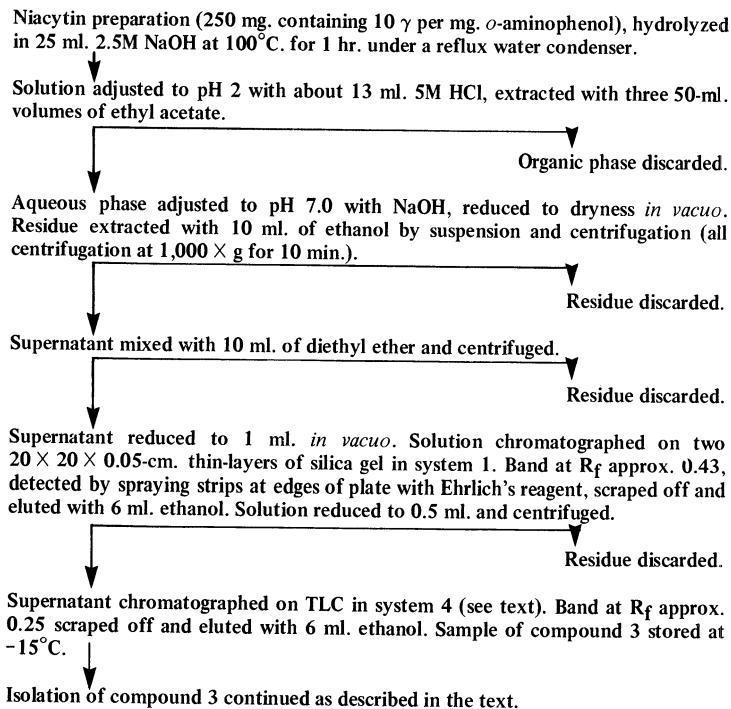 Niacytin preparation (250 mg. containing 10 γ per mg. o-aminophenol), hydrolyzed
in 25 ml. 2.5M NaOH at 100°C. for 1 hr. under a reflux water condenser.
Solution adjusted to pH 2 with about 13 ml. 5M HCl, extracted with three 50-ml.
volumes of ethyl acetate.
Organic phase discarded.
Aqueous phase adjusted to pH 7.0 with NaOH, reduced to dryness in vacuo.
Residue extracted with 10 ml. of ethanol by suspension and centrifugation (all
centrifugation at 1,000 X g for 10 min.).
Residue discarded.
Supernatant mixed with 10 ml. of diethyl ether and centrifuged.
Residue discarded.
Supernatant reduced to 1 ml. in vacuo. Solution chromatographed on two
20 X 20 X 0.05-cm. thin-layers of silica gel in system 1. Band at Rf approx. 0.43,
detected by spraying strips at edges of plate with Ehrlich's reagent, scraped off and
eluted with 6 ml. ethanol. Solution reduced to 0.5 ml. and centrifuged.
Residue discarded.
Supernatant chromatographed on TLC in system 4 (see text). Band at Rf approx.
0.25 scraped off and eluted with 6 ml. ethanol. Sample of compound 3 stored at
-15°C.
Isolation of compound 3 continued as described in the text.